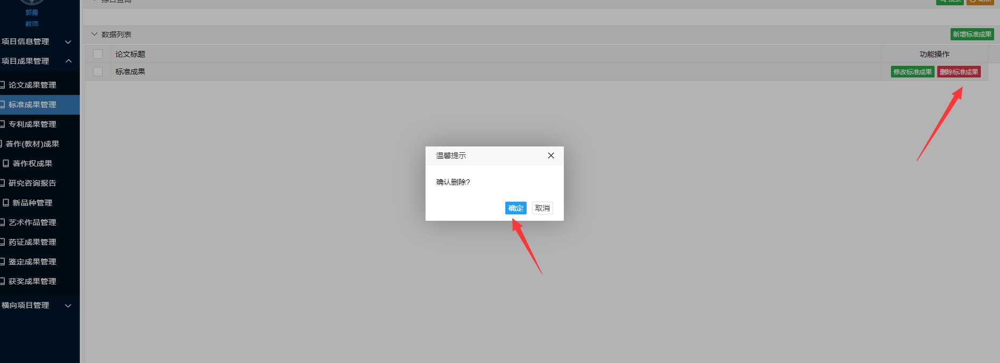 郭勇
教师
项目信息管理
项目成果管理
论文成果管理
标准成果管理
专利成果管理
著作(教材)成果
著作权成果
研究咨询报告
新品种管理
艺术作品管理
药证成果管理
鉴定成果管理
获奖成果管理
横向项目管理
综合查询
数据列表
新增标准成果
论文标题
功能操作
标准成果
修改标准成果
删除标准成果
温馨提示
确认删除?
确定
取消